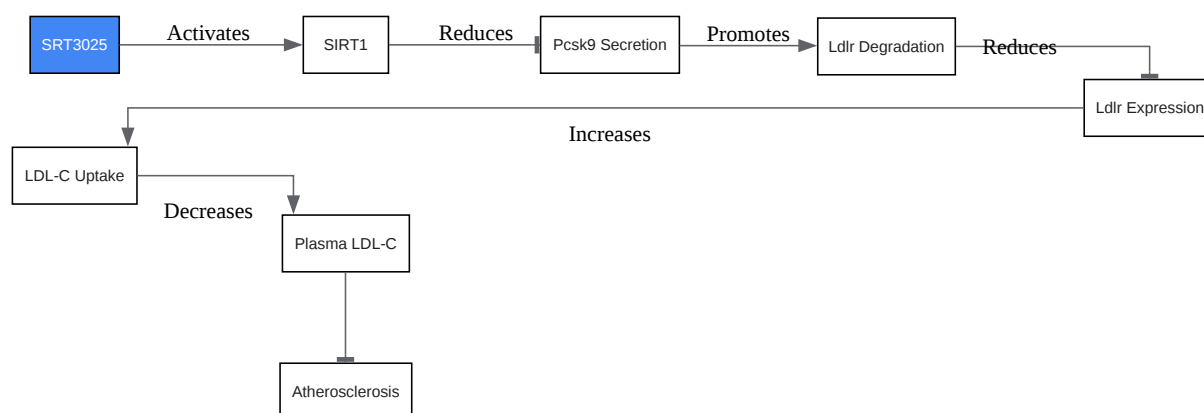 SRT3025
Activates
SIRT1
Reduces
Pcsk9 Secretion
Promotes
Ldlr Degradation
Reduces
Ldlr Expression
Increases
LDL-C Uptake
Decreases
Plasma LDL-C
Atherosclerosis